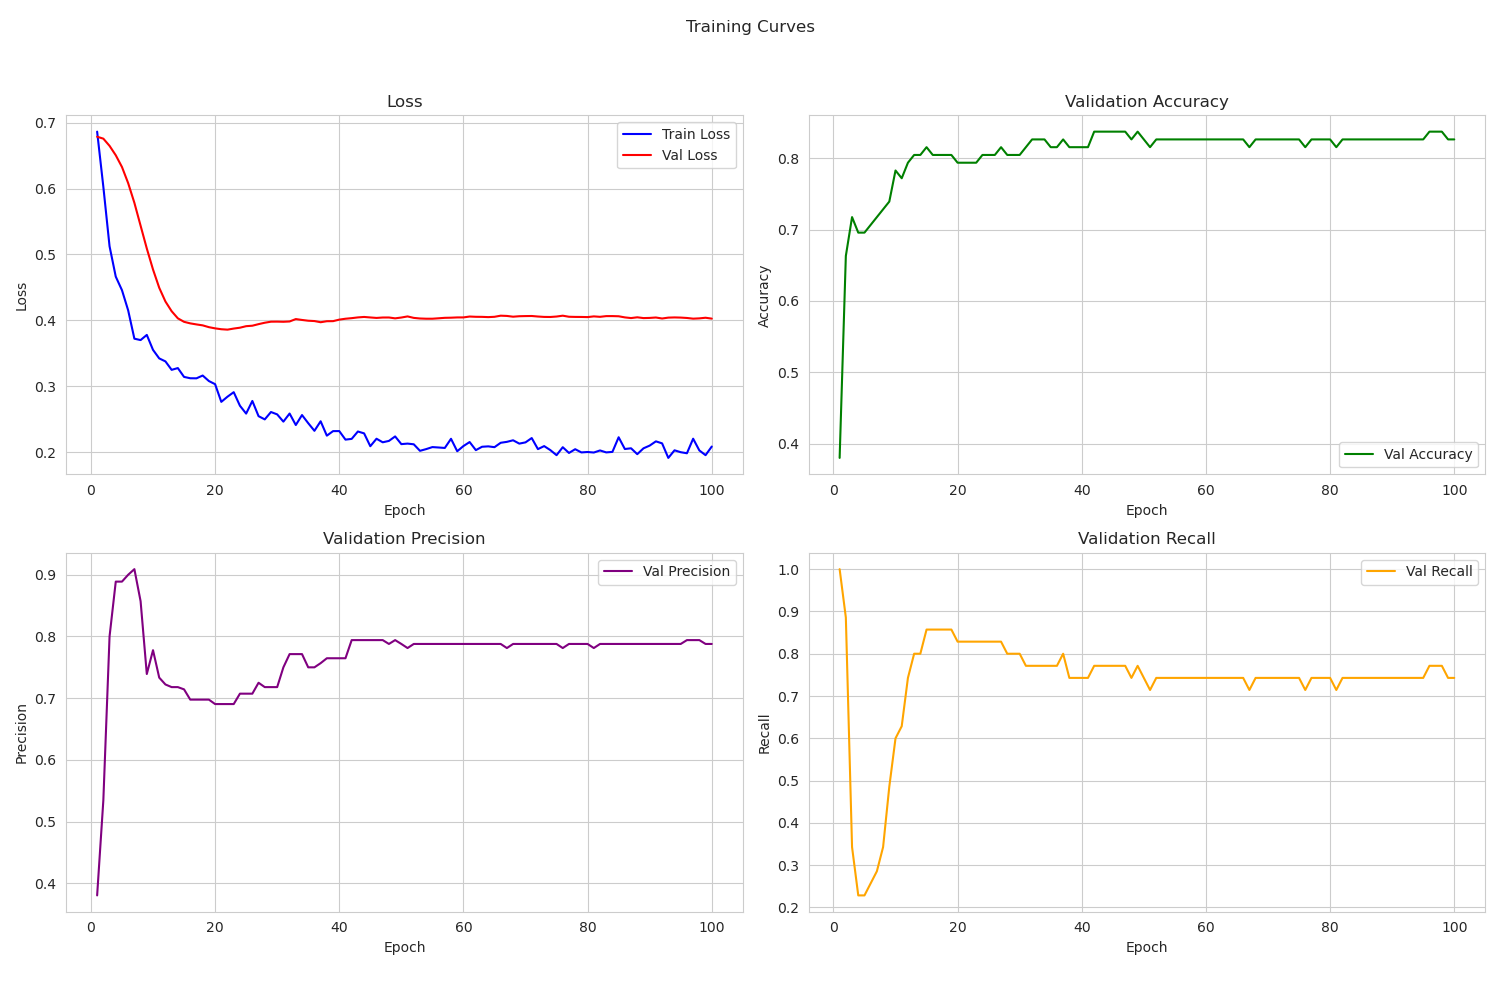 Training Curves
Loss
0.7
0.6
0.5
0.4
0.3
0.2
Loss
0 20 40 60 80 100
Epoch
Train Loss
Val Loss
Validation Accuracy
0.8
0.7
0.6
0.5
0.4
Accuracy
0 20 40 60 80 100
Epoch
Val Accuracy
Validation Precision
0.9
0.8
0.7
0.6
0.5
0.4
Precision
0 20 40 60 80 100
Epoch
Val Precision
Validation Recall
1.0
0.9
0.8
0.7
0.6
0.5
0.4
0.3
0.2
Recall
0 20 40 60 80 100
Epoch
Val Recall